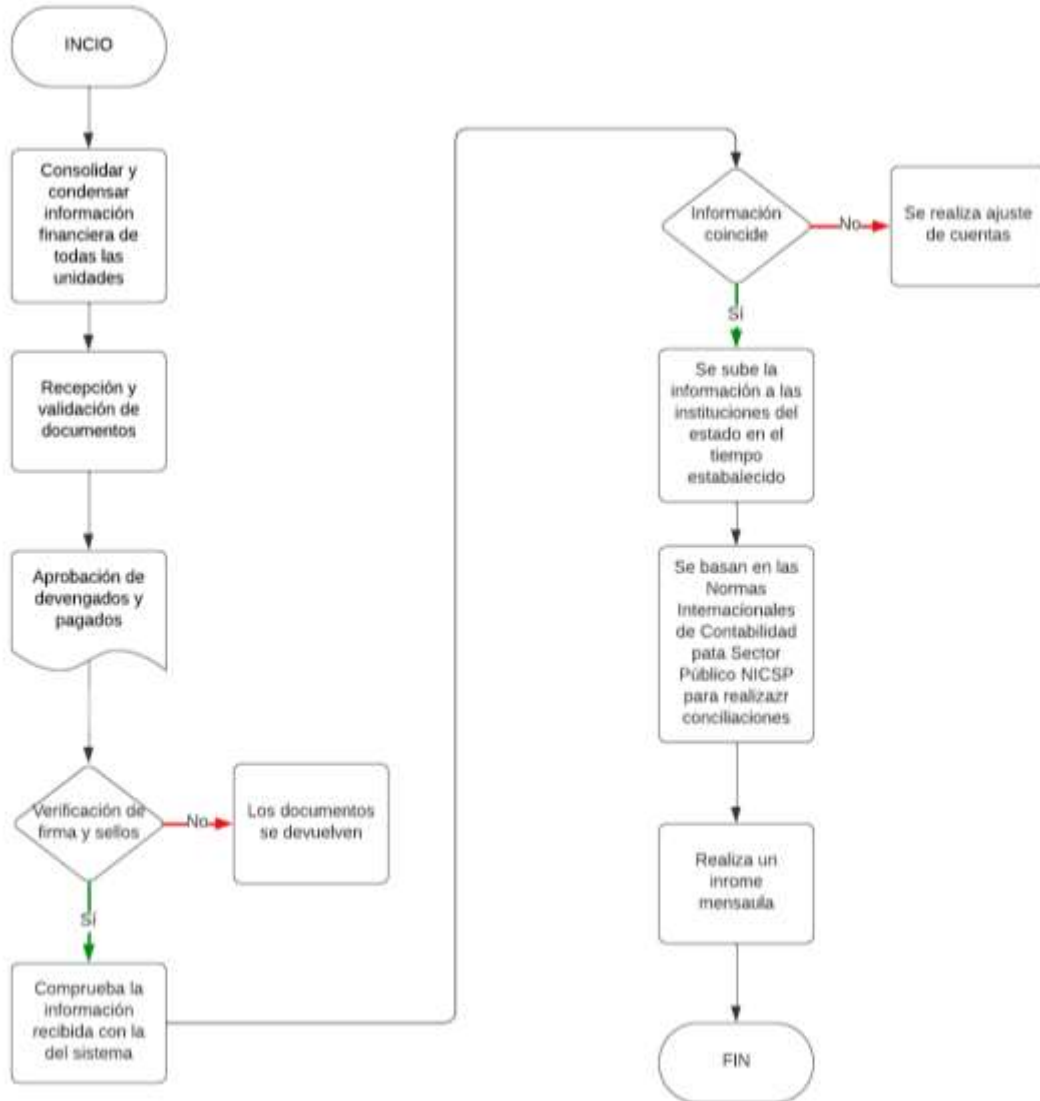 INCIO
Consolidar y
condensar
información
financiera de
todas las
unidades
Recepción y
validación de
documentos
Aprobación de
devengados y
pagados
Verificación de
firma y sellos
No
Los documentos
se devuelven
Sí
Comprueba la
información
recibida con la
del sistema
Información
coincide
No
Se realiza ajuste
de cuentas
Sí
Se sube la
información a las
instituciones del
estado en el
tiempo
estabalecido
Se basan en las
Normas
Internacionales
de Contabilidad
pata Sector
Público NICSP
para realizazr
conciliaciones
Realiza un
inrome
mensaula
FIN